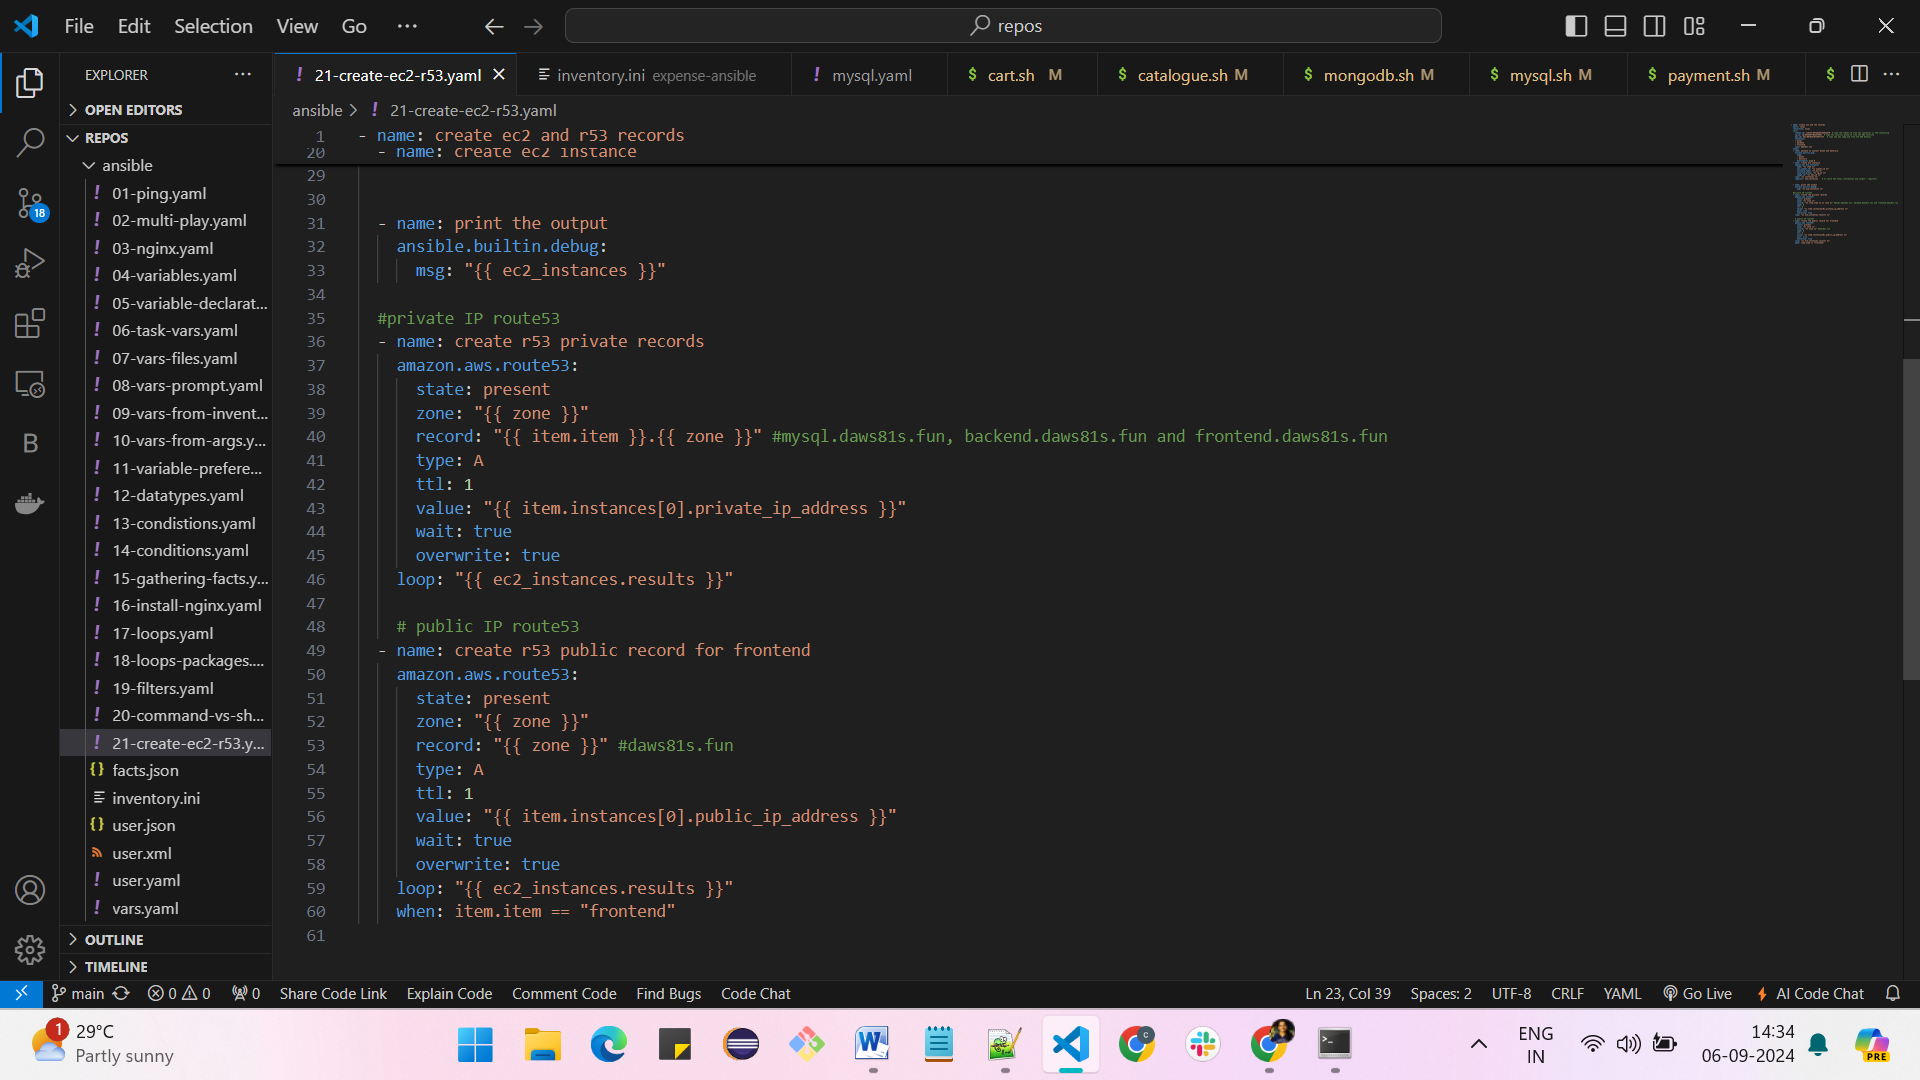 File Edit Selection View Go ···
repos
EXPLORER ···
OPEN EDITORS
REPOS
ansible
01-ping.yaml
02-multi-play.yaml
03-nginx.yaml
04-variables.yaml
05-variable-declarat...
06-task-vars.yaml
07-vars-files.yaml
08-vars-prompt.yaml
09-vars-from-invent...
10-vars-from-args.y...
11-variable-prefere...
12-datatypes.yaml
13-condistions.yaml
14-conditions.yaml
15-gathering-facts.y...
16-install-nginx.yaml
17-loops.yaml
18-loops-packages....
19-filters.yaml
20-command-vs-sh...
21-create-ec2-r53.y...
facts.json
inventory.ini
user.json
user.xml
user.yaml
vars.yaml
OUTLINE
TIMELINE
18
B
! 21-create-ec2-r53.yaml
inventory.ini expense-ansible
! mysql.yaml
$ cart.sh M
$ catalogue.sh M
$ mongodb.sh M
$ mysql.sh M
$ payment.sh M
$
ansible > ! 21-create-ec2-r53.yaml
1 - name: create ec2 and r53 records
20 - name: create ec2 instance
29
30
31 - name: print the output
32 ansible.builtin.debug:
33 msg: "{{ ec2_instances }}"
34
35 #private IP route53
36 - name: create r53 private records
37 amazon.aws.route53:
38 state: present
39 zone: "{{ zone }}"
40 record: "{{ item.item }}.{{ zone }}" #mysql.daws81s.fun, backend.daws81s.fun and frontend.daws81s.fun
41 type: A
42 ttl: 1
43 value: "{{ item.instances[0].private_ip_address }}"
44 wait: true
45 overwrite: true
46 loop: "{{ ec2_instances.results }}"
47
48 # public IP route53
49 - name: create r53 public record for frontend
50 amazon.aws.route53:
51 state: present
52 zone: "{{ zone }}"
53 record: "{{ zone }}" #daws81s.fun
54 type: A
55 ttl: 1
56 value: "{{ item.instances[0].public_ip_address }}"
57 wait: true
58 overwrite: true
59 loop: "{{ ec2_instances.results }}"
60 when: item.item == "frontend"
61
main 0 0 0 Share Code Link Explain Code Comment Code Find Bugs Code Chat Ln 23, Col 39 Spaces: 2 UTF-8 CRLF YAML Go Live AI Code Chat
1 29°C
Partly sunny
ENG
IN
14:34
06-09-2024
PRE